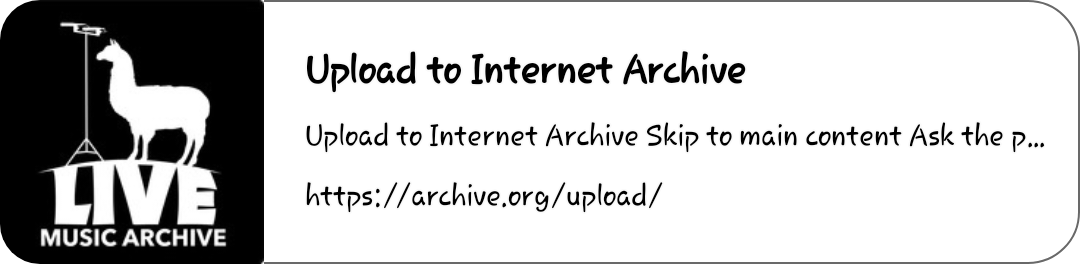 LIVE
MUSIC ARCHIVE
Upload to Internet Archive
Upload to Internet Archive Skip to main content Ask the p...
https://archive.org/upload/